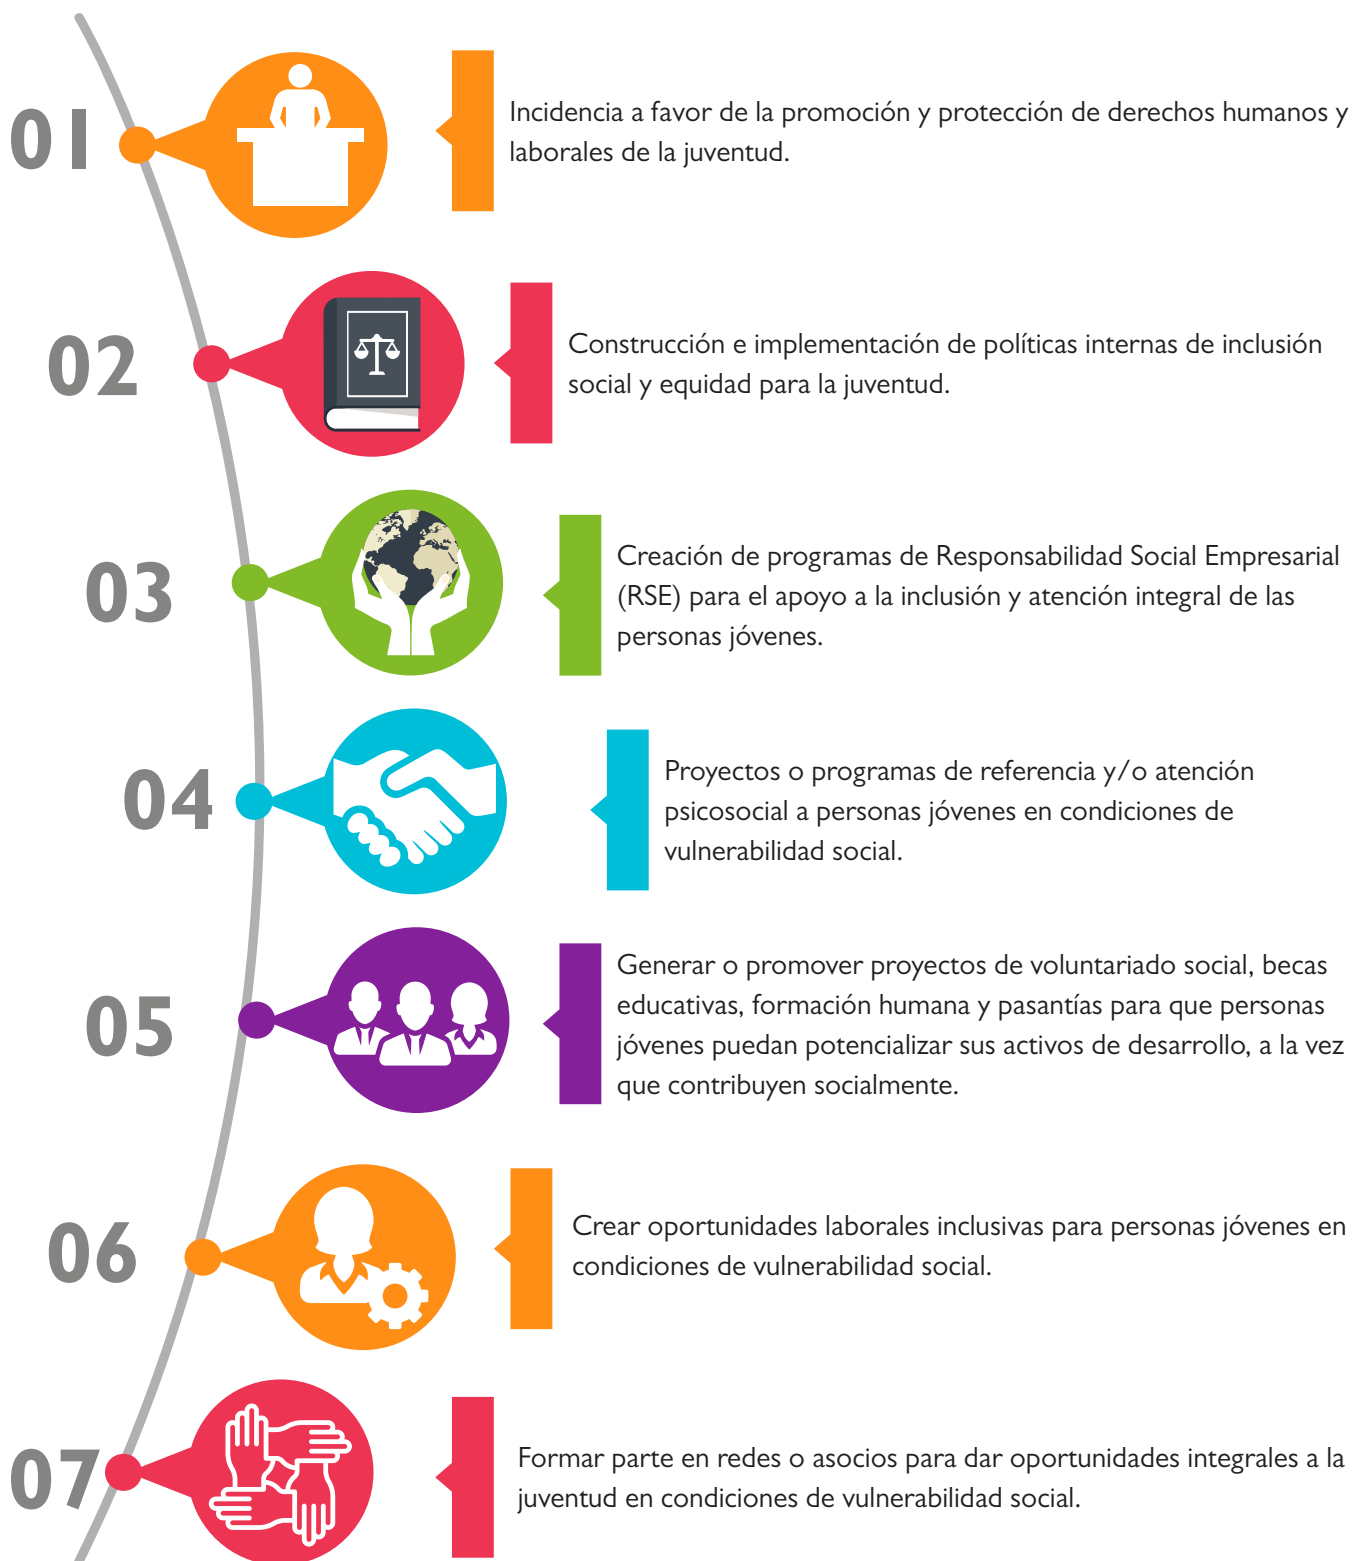 01
Incidencia a favor de la promoción y protección de derechos humanos y
laborales de la juventud.
02
Construcción e implementación de políticas internas de inclusión
social y equidad para la juventud.
03
Creación de programas de Responsabilidad Social Empresarial
(RSE) para el apoyo a la inclusión y atención integral de las
personas jóvenes.
04
Proyectos o programas de referencia y/o atención
psicosocial a personas jóvenes en condiciones de
vulnerabilidad social.
05
Generar o promover proyectos de voluntariado social, becas
educativas, formación humana y pasantías para que personas
jóvenes puedan potencializar sus activos de desarrollo, a la vez
que contribuyen socialmente.
06
Crear oportunidades laborales inclusivas para personas jóvenes en
condiciones de vulnerabilidad social.
07
Formar parte en redes o asocios para dar oportunidades integrales a la
juventud en condiciones de vulnerabilidad social.